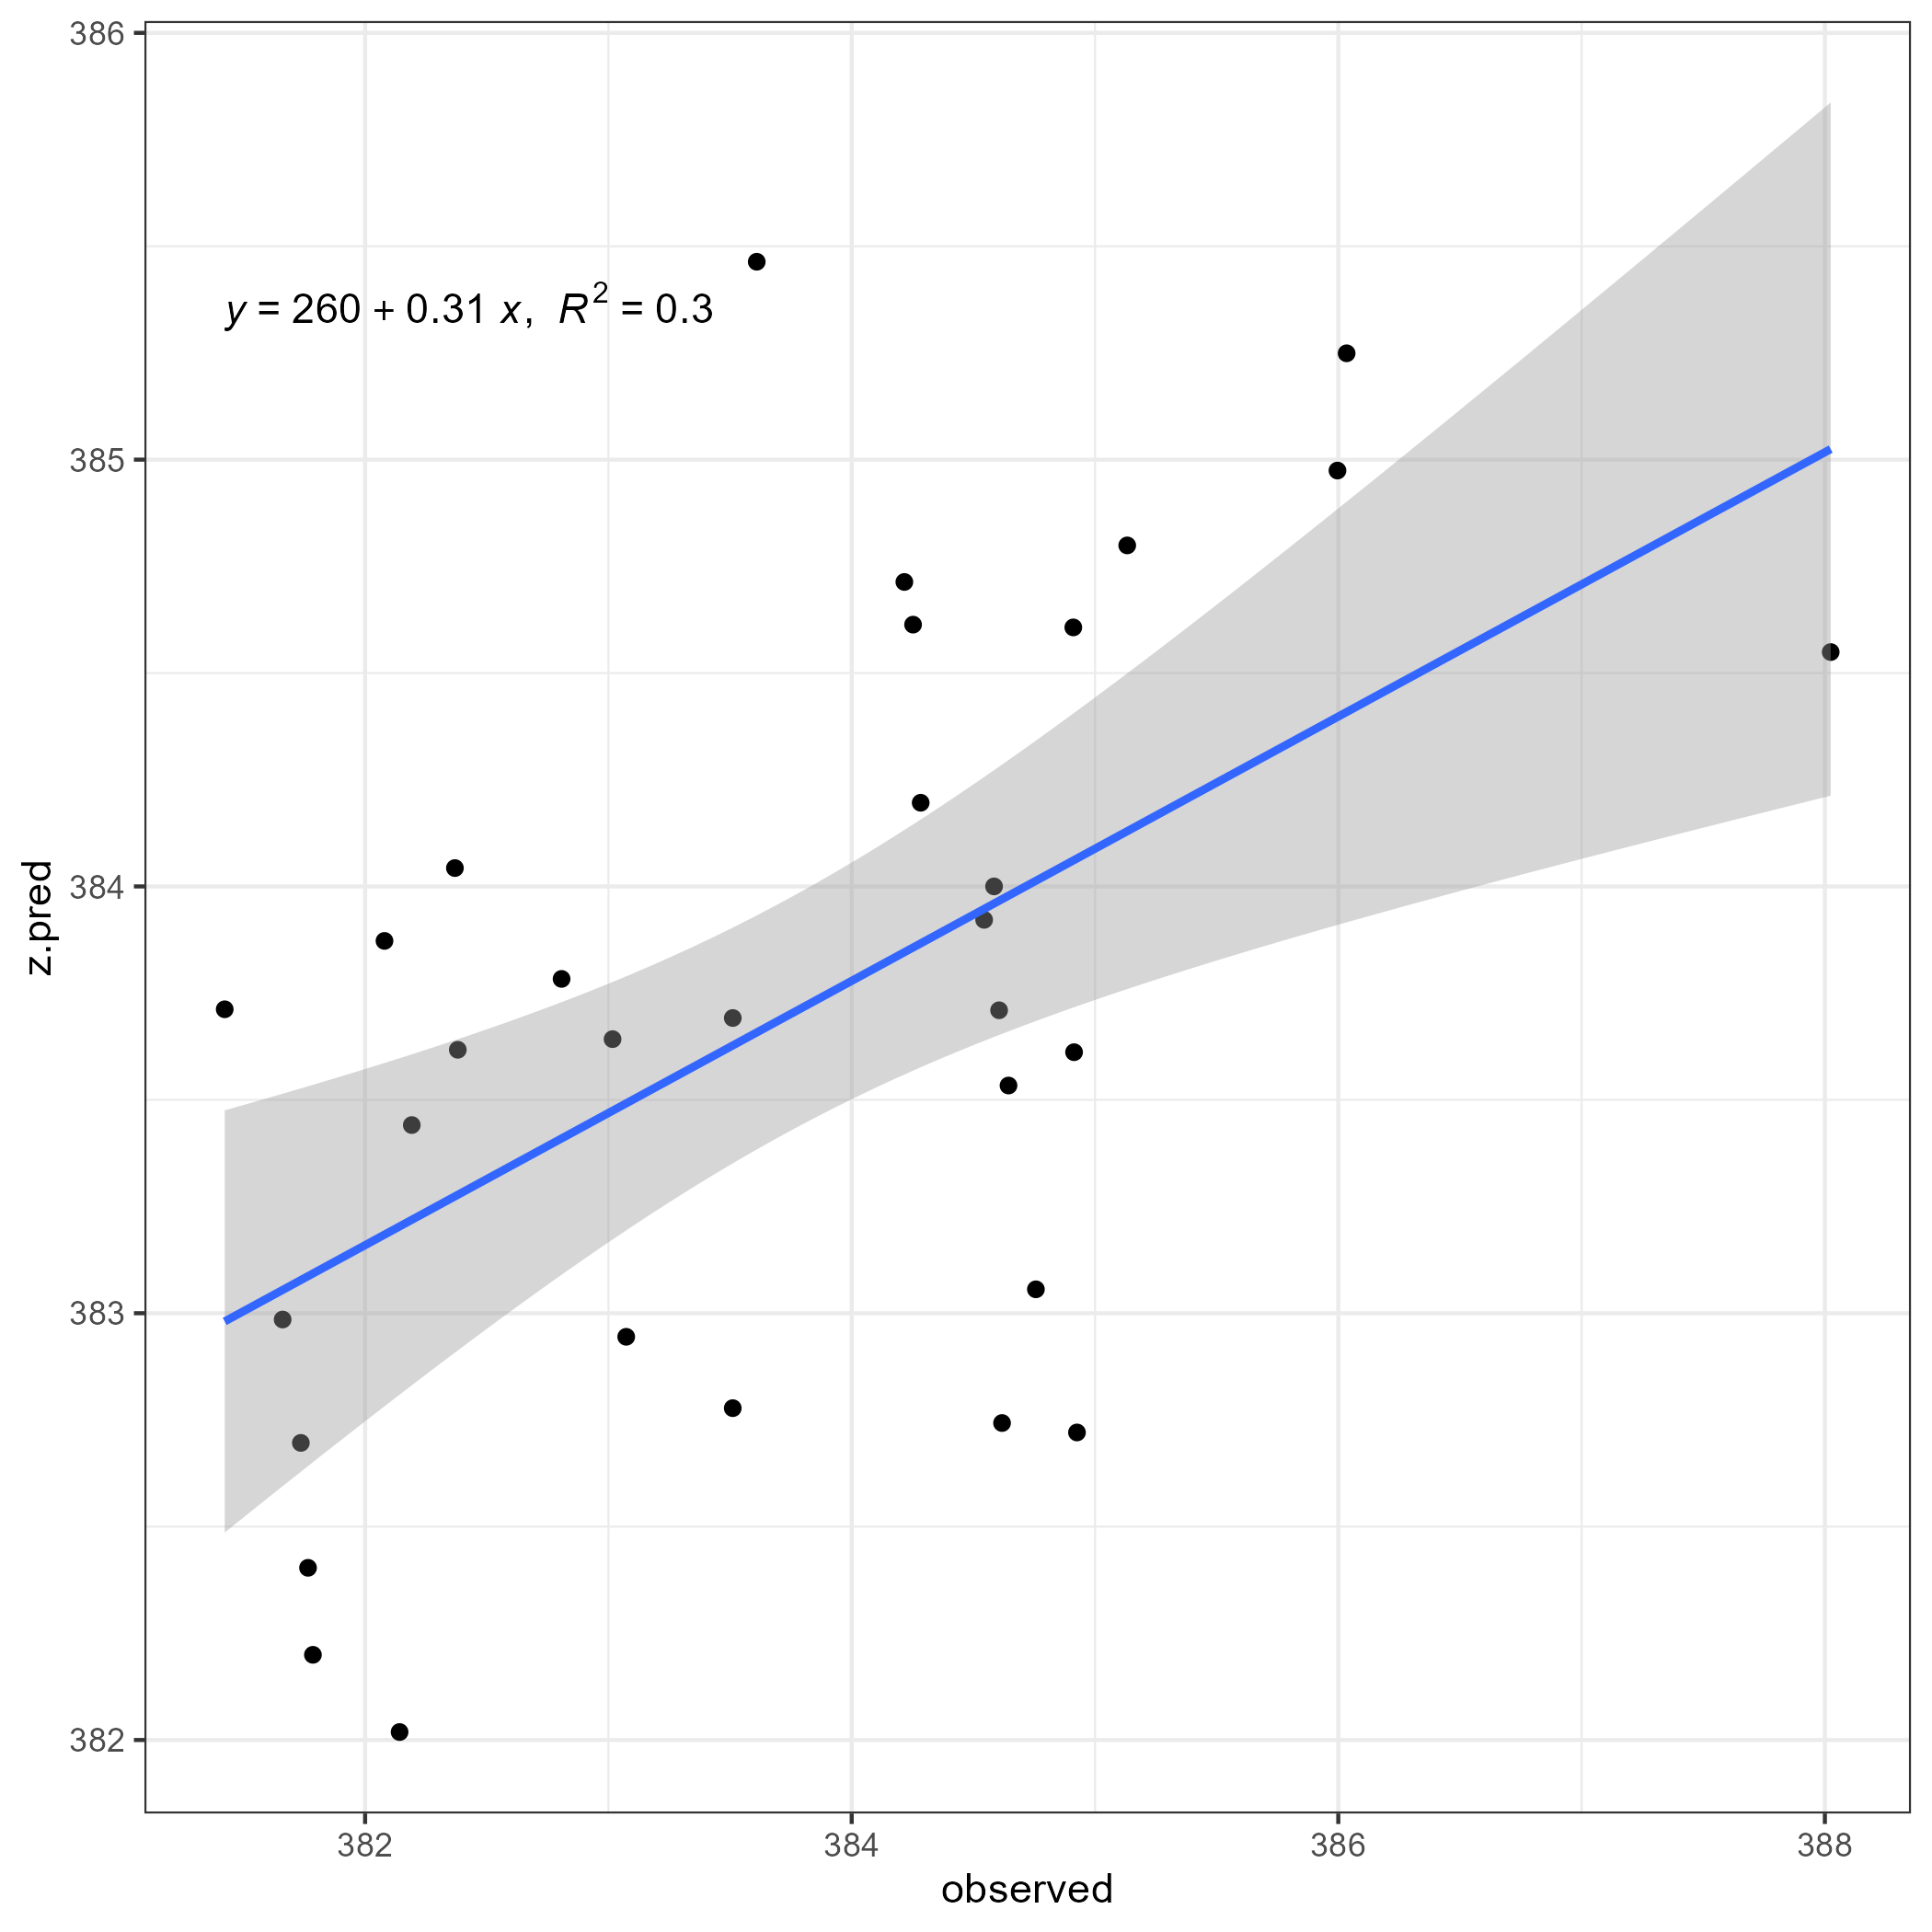 386
y = 260 + 0.31 x, R² = 0.3
385
384
383
382
z.pred
382 384 386 388
observed